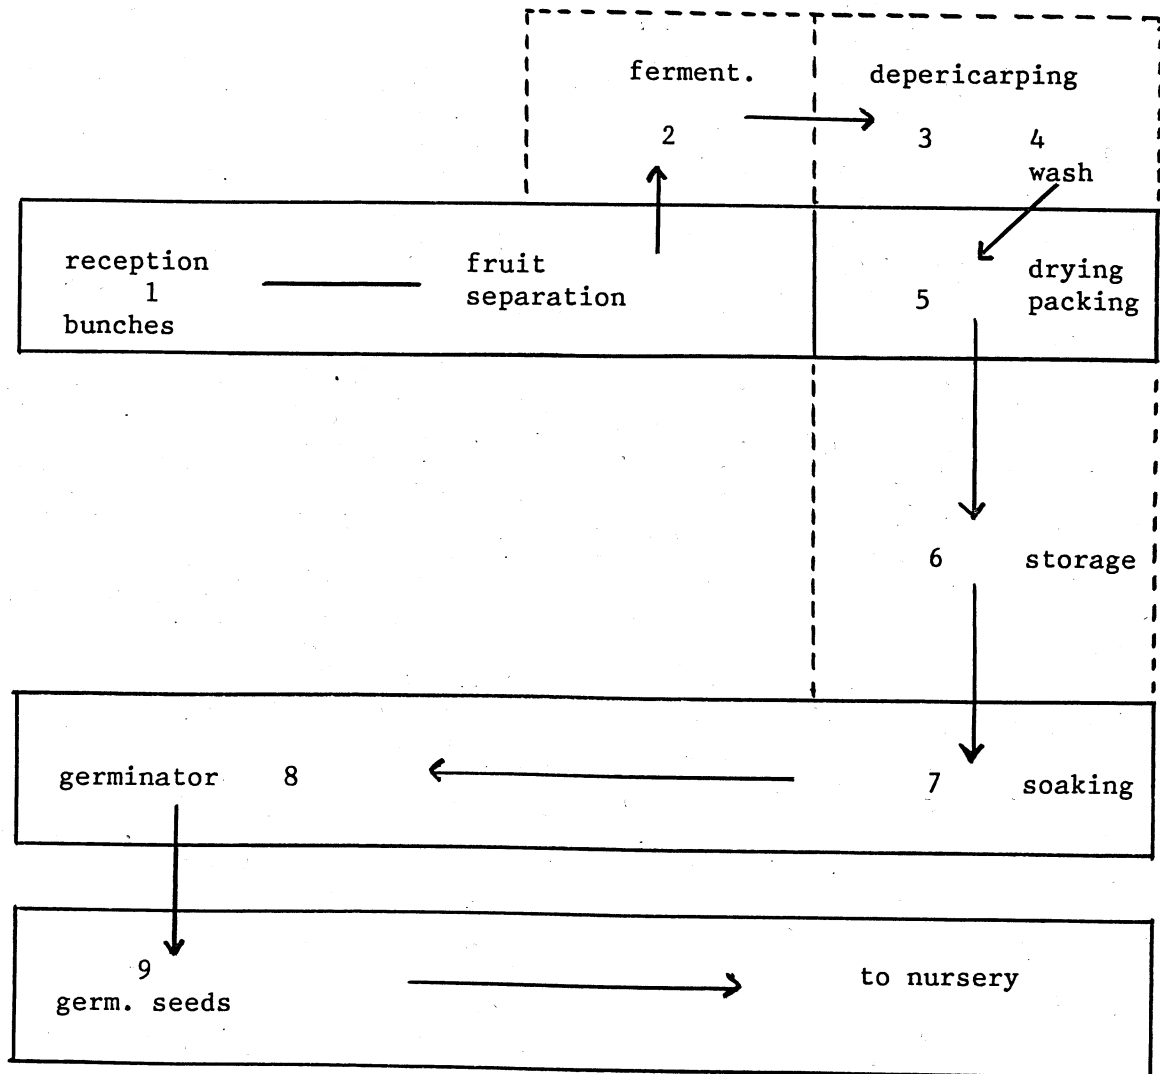 ferment.
depericarping
2
3 4
wash
reception
1
bunches
fruit
separation
drying
5 packing
6 storage
germinator 8
7 soaking
9
germ. seeds
to nursery